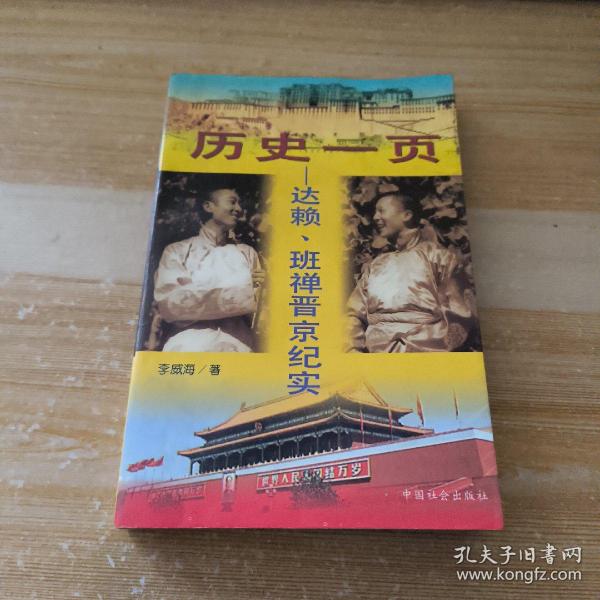 历史一页
—达赖、班禅晋京纪实
李威海/著
世界人民大团结万岁
中国社会出版社
孔夫子旧书网
www.kongfz.com